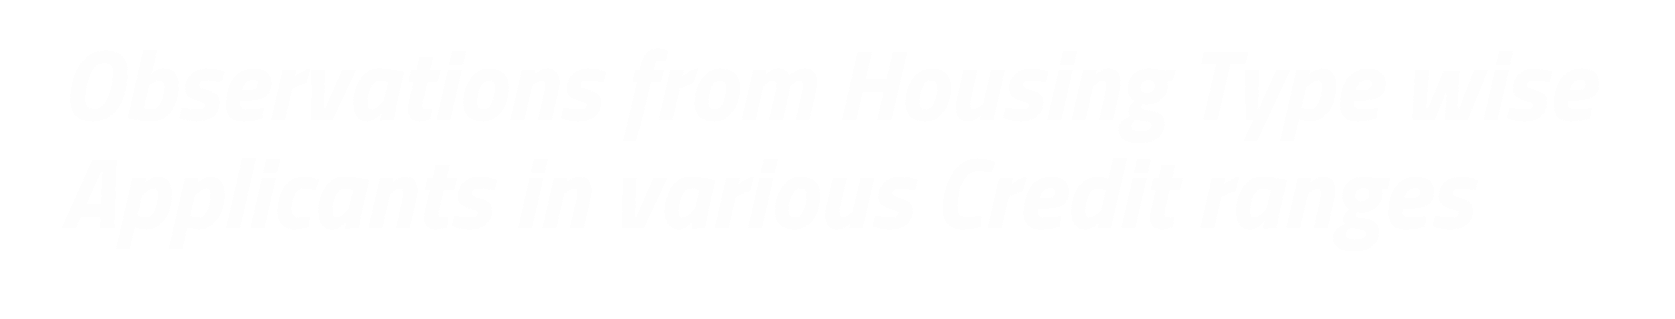 Observations from Housing Type wise
Applicants in various Credit ranges